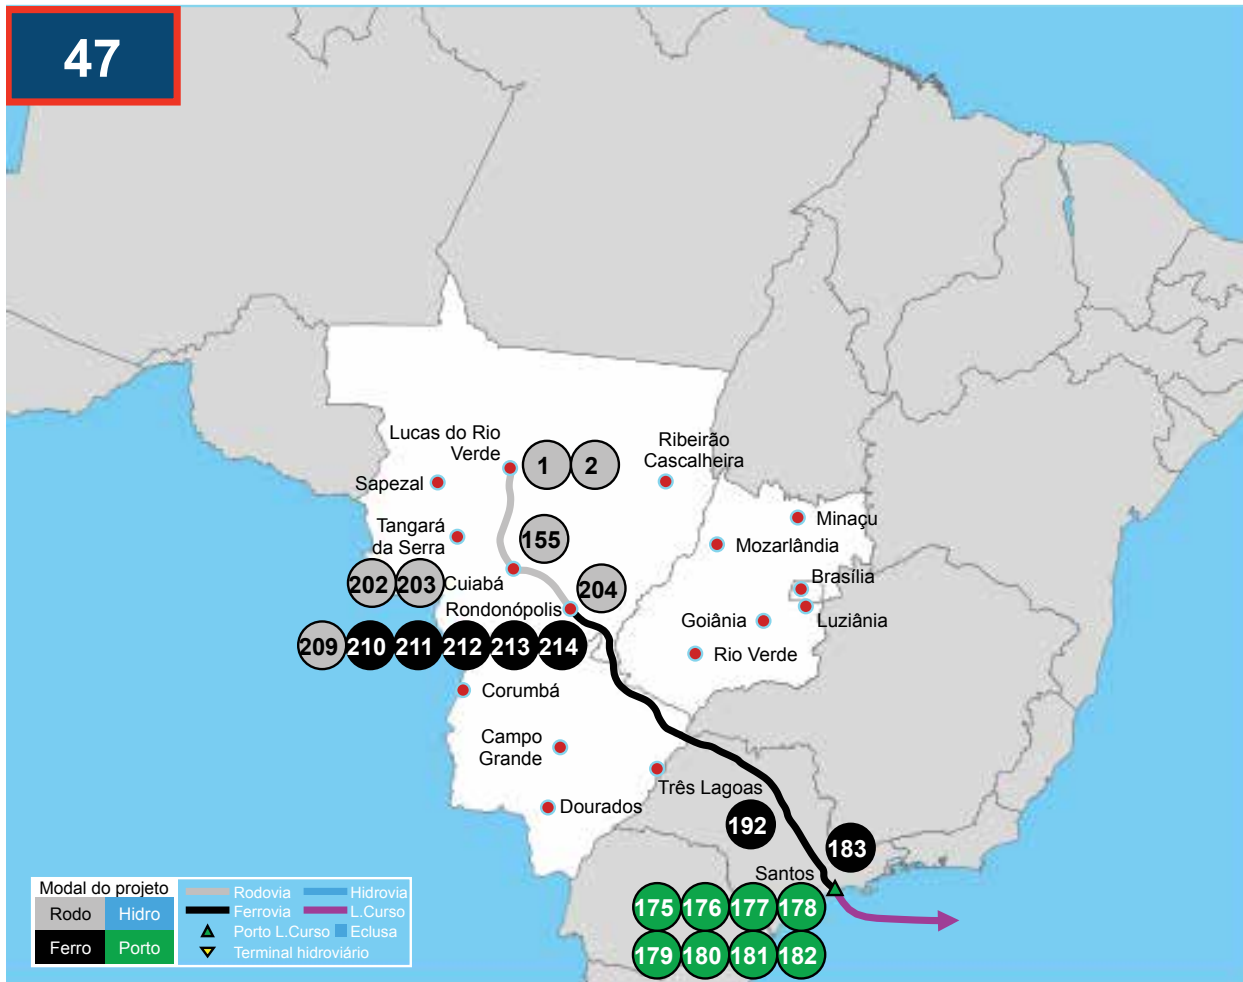 47
Lucas do Rio
Verde
1 2
Ribeirão
Cascalheira
Sapezal
Minaçu
Tangará
da Serra
155
Mozarlândia
202 203
Cuiabá
204
Brasília
Rondonópolis
Goiânia
Luziânia
209 210 211 212 213 214
Rio Verde
Corumbá
Campo
Grande
Três Lagoas
Dourados
192
183
Santos
175 176 177 178
179 180 181 182
Modal do projeto
Rodo Hidro
Ferro Porto
Rodovia Hidrovia
Ferrovia L.Curso
Porto L.Curso Eclusa
Terminal hidroviário